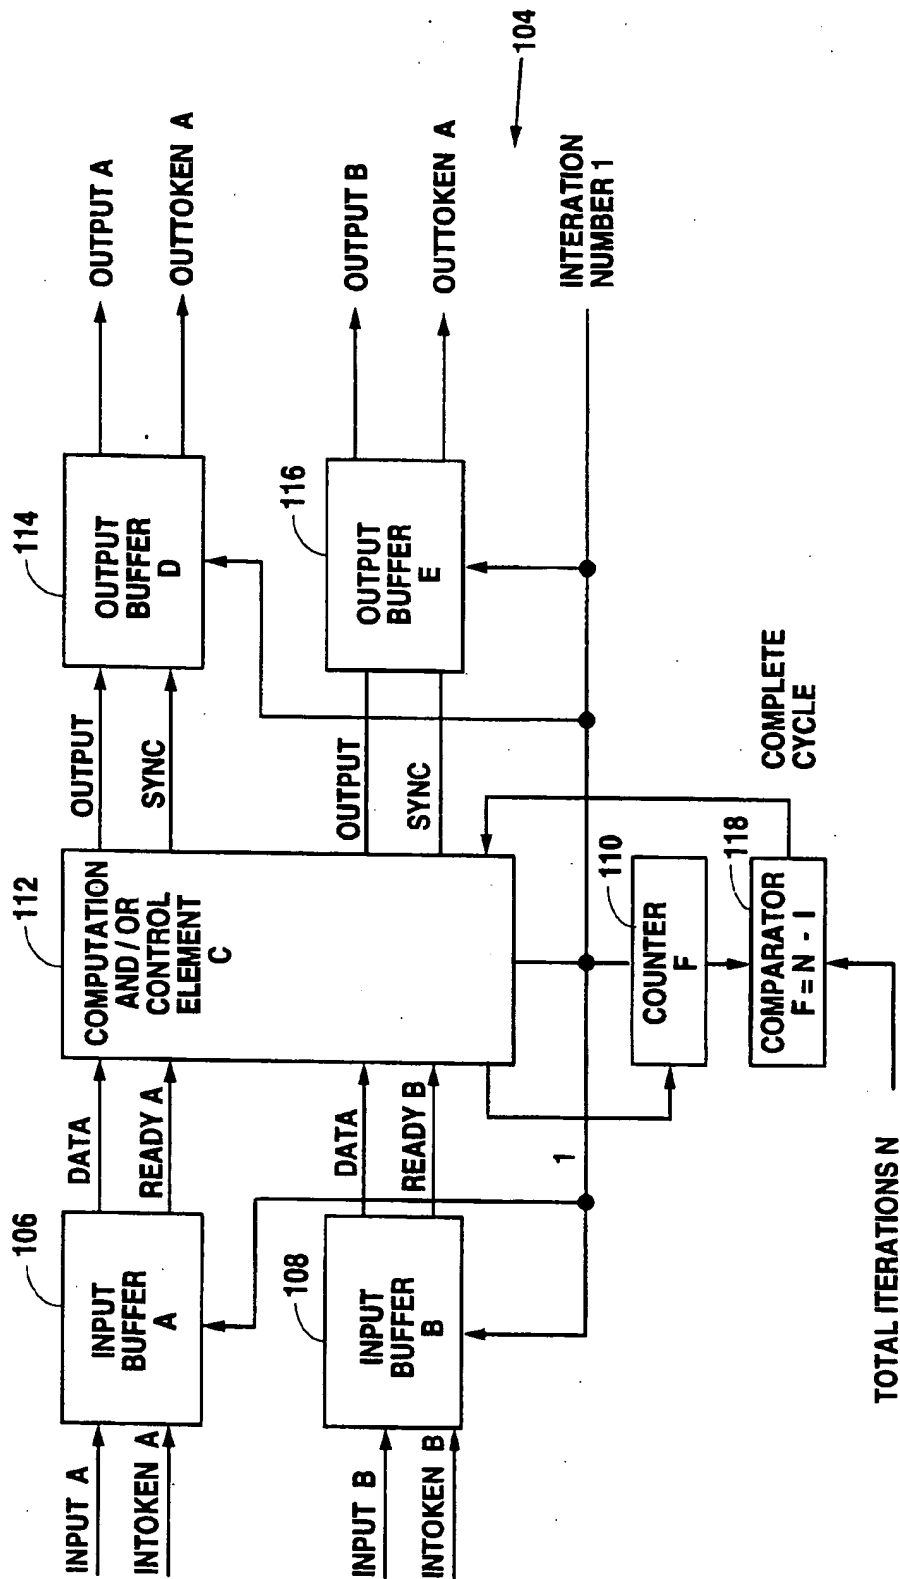 104
INPUT A
INTOKEN A
106
INPUT
BUFFER
A
DATA
READY A
112
COMPUTATION
AND / OR
CONTROL
ELEMENT
C
OUTPUT
SYNC
114
OUTPUT
BUFFER
D
OUTPUT A
OUTTOKEN A
INPUT B
INTOKEN B
108
INPUT
BUFFER
B
DATA
READY B
OUTPUT
SYNC
116
OUTPUT
BUFFER
E
OUTPUT B
OUTTOKEN A
1
INTERATION
NUMBER 1
110
COUNTER
F
118
COMPARATOR
F = N - I
COMPLETE
CYCLE
TOTAL ITERATIONS N